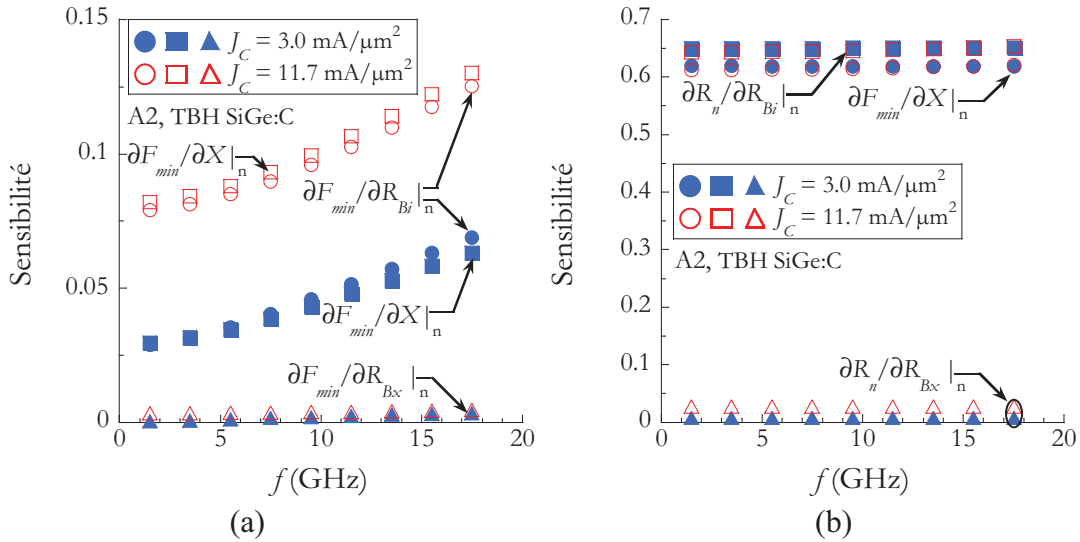 0.15
J_C = 3.0 mA/μm²
J_C = 11.7 mA/μm²
A2, TBH SiGe:C
∂F_min/∂X|_n
0.1
∂F_min/∂R_Bi|_n
Sensibilité
0.05
∂F_min/∂X|_n
∂F_min/∂R_Bx|_n
0
0 5 10 15 20
f (GHz)
(a)
0.7
0.6
∂R_n/∂R_Bi|_n
∂F_min/∂X|_n
0.5
0.4
J_C = 3.0 mA/μm²
J_C = 11.7 mA/μm²
Sensibilité
0.3
A2, TBH SiGe:C
0.2
0.1
∂R_n/∂R_Bx|_n
0
0 5 10 15 20
f (GHz)
(b)